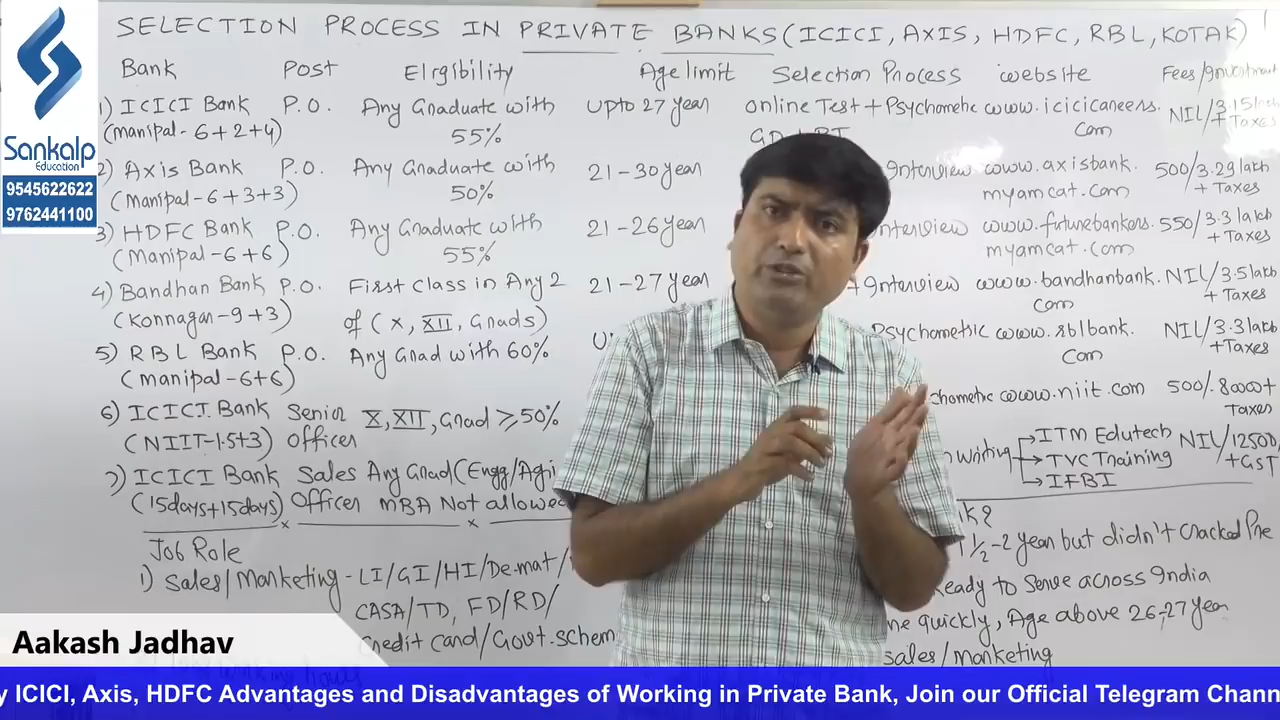 SELECTION PROCESS IN PRIVATE BANKS (ICICI, AXIS, HDFC, RBL, KOTAK)
Bank Post Eligibility Age limit Selection Process website Fees/Investment
1) ICICI Bank P.O. Any Graduate with upto 27 year online Test + Psychometric www.icicicareers. NIL/3.15 lakh
(manipal-6+2+4) 55% com + Taxes
2) Axis Bank P.O. Any Graduate with 21-30 year Interview www.axisbank. 500/3.29 lakh
(Manipal-6+3+3) 50% myamcat.com + Taxes
3) HDFC Bank P.O. Any Graduate with 21-26 year Interview www.futurebankers. 550/3.3 lakh
(Manipal-6+6) 55% myamcat.com + Taxes
4) Bandhan Bank P.O. First class in Any 2 21-27 year + Interview www.bandhanbank. NIL/3.5 lakh
(Konnagar-9+3) of (X, XII, Grads) com + Taxes
5) RBL Bank P.O. Any Grad with 60% Psychometric www.rblbank. NIL/3.3 lakh
(manipal-6+6) com + Taxes
6) ICICI Bank Senior X, XII, Grad ≥50% www.niit.com 500/-8000+
(NIIT-1.5+3) officer Taxes
7) ICICI Bank Sales Any Grad (Engg/Agri ITM Edutech NIL/12500
(15days+15days) Officer MBA Not allowed TVC Training + GST
IFBI
Job Role
1) Sales/Marketing - LI/GI/HI/De-mat/
CASA/TD, FD/RD/
credit card/Govt. schem
1/2-2 year but didn't cracked Pre
Ready to Serve across India
quickly, Age above 26-27 year
sales/marketing
Sankalp
Education
9545622622
9762441100
Aakash Jadhav
y ICICI, Axis, HDFC Advantages and Disadvantages of Working in Private Bank, Join our Official Telegram Chann